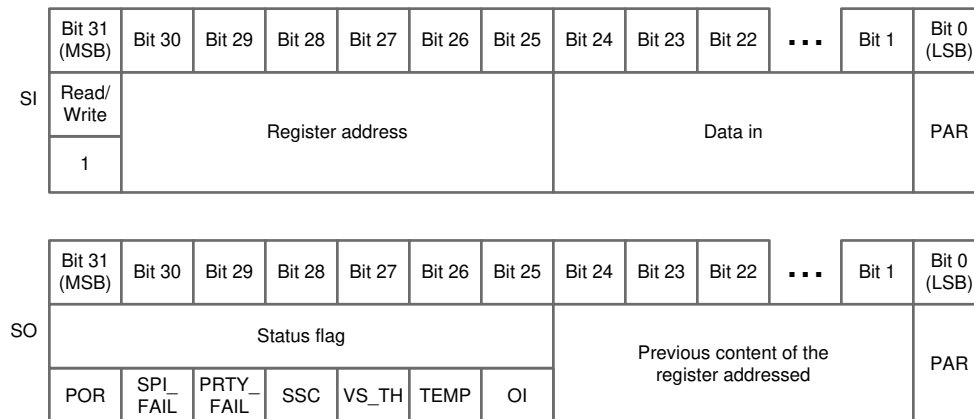 Bit 31 (MSB) Bit 30 Bit 29 Bit 28 Bit 27 Bit 26 Bit 25 Bit 24 Bit 23 Bit 22 ... Bit 1 Bit 0 (LSB)
SI
Read/
Write
1
Register address
Data in
PAR
Bit 31 (MSB) Bit 30 Bit 29 Bit 28 Bit 27 Bit 26 Bit 25 Bit 24 Bit 23 Bit 22 ... Bit 1 Bit 0 (LSB)
SO
Status flag
POR SPI_ FAIL PRTY_ FAIL SSC VS_TH TEMP OI
Previous content of the
register addressed
PAR